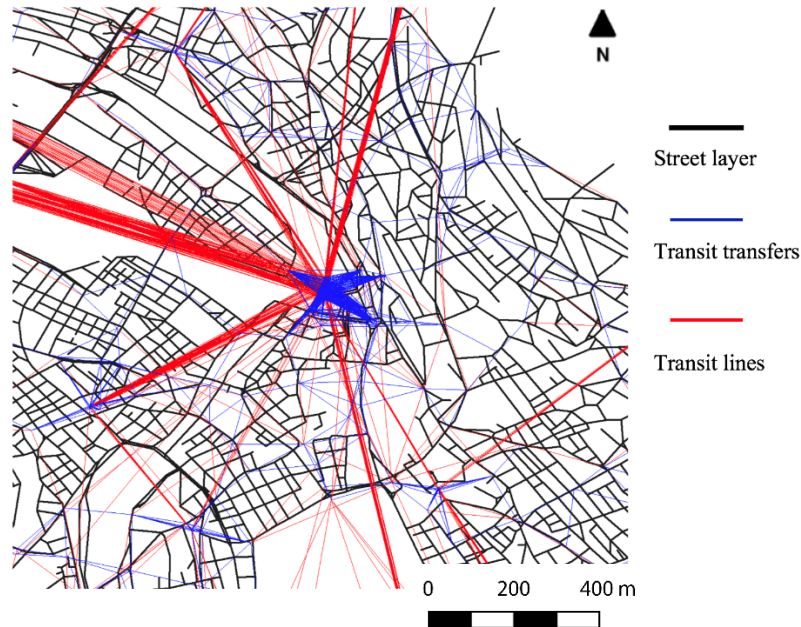 N
Street layer
Transit transfers
Transit lines
0 200 400 m